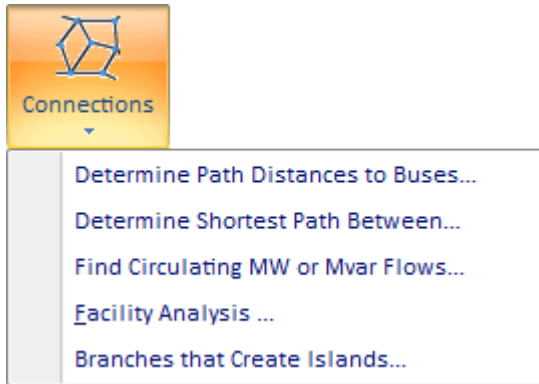 Connections
Determine Path Distances to Buses...
Determine Shortest Path Between...
Find Circulating MW or Mvar Flows...
Facility Analysis ...
Branches that Create Islands...